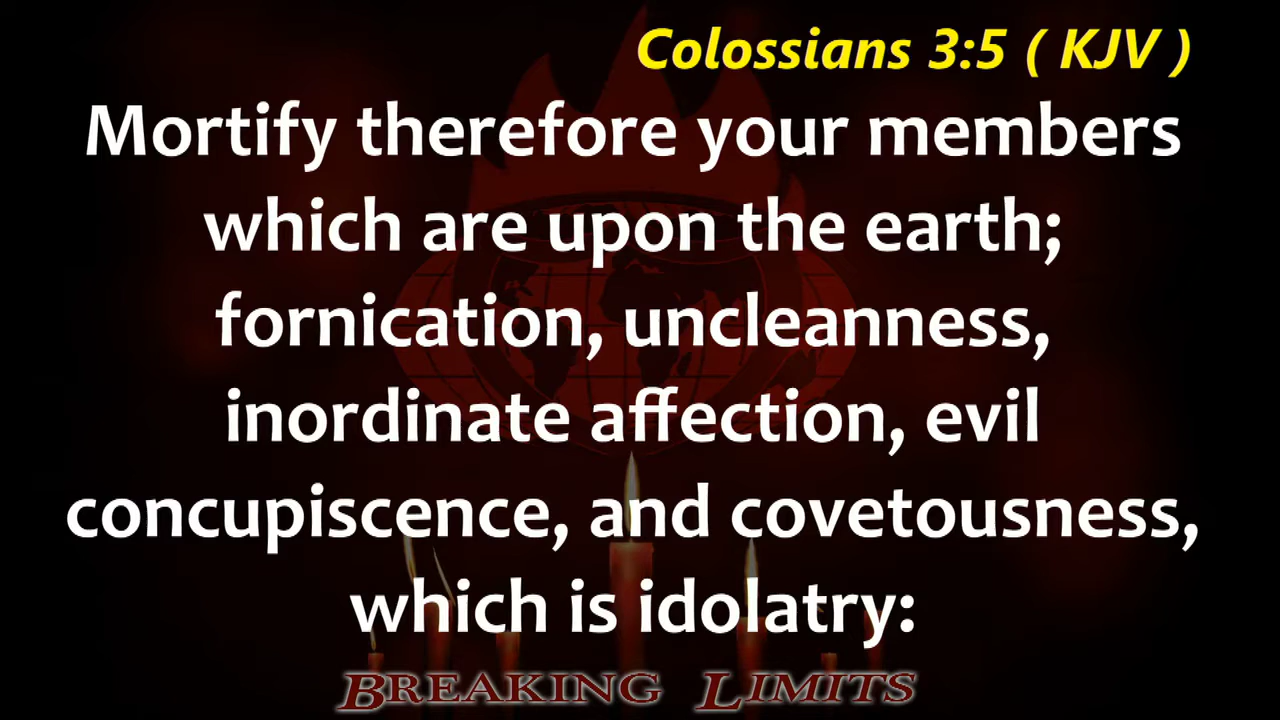 Colossians 3:5 ( KJV )
Mortify therefore your members
which are upon the earth;
fornication, uncleanness,
inordinate affection, evil
concupiscence, and covetousness,
which is idolatry:
BREAKING LIMITS